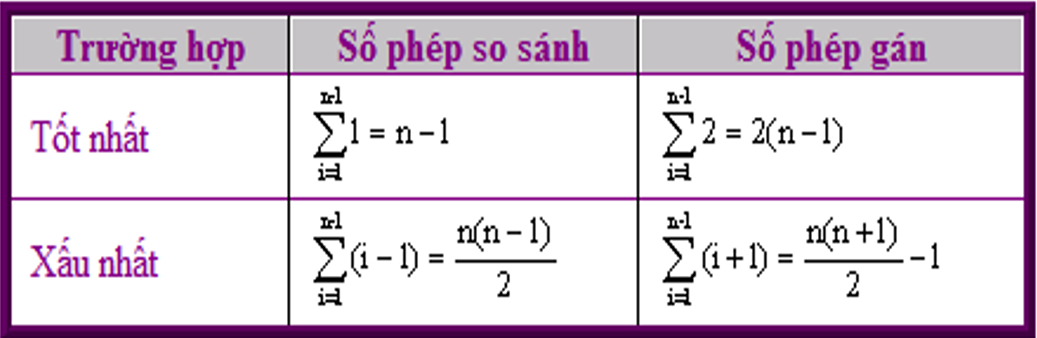 Trường hợp Số phép so sánh Số phép gán
Tốt nhất \sum_{i=1}^{n-1} 1 = n - 1 \sum_{i=1}^{n-1} 2 = 2(n - 1)
Xấu nhất \sum_{i=1}^{n-1} (i - 1) = \frac{n(n - 1)}{2} \sum_{i=1}^{n-1} (i + 1) = \frac{n(n + 1)}{2} - 1